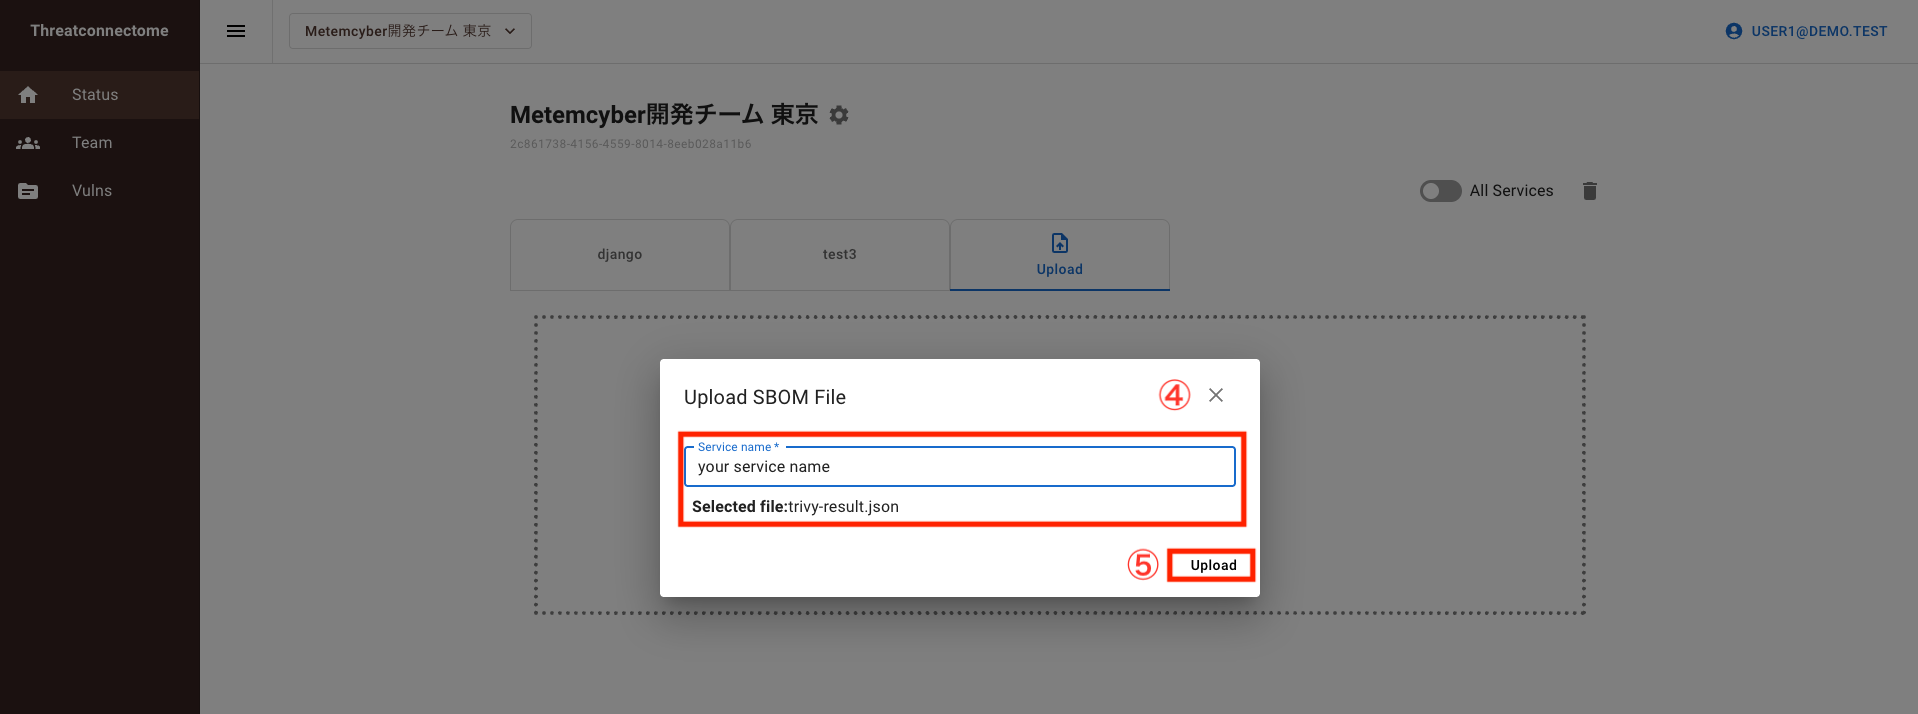 Threatconnectome
Metemcyber開発チーム 東京
USER1@DEMO.TEST
Status
Team
Vulns
Metemcyber開発チーム 東京
2c861738-4156-4559-8014-8eeb028a11b6
All Services
django
test3
Upload
Upload SBOM File
④
Service name *
your service name
Selected file:trivy-result.json
⑤
Upload